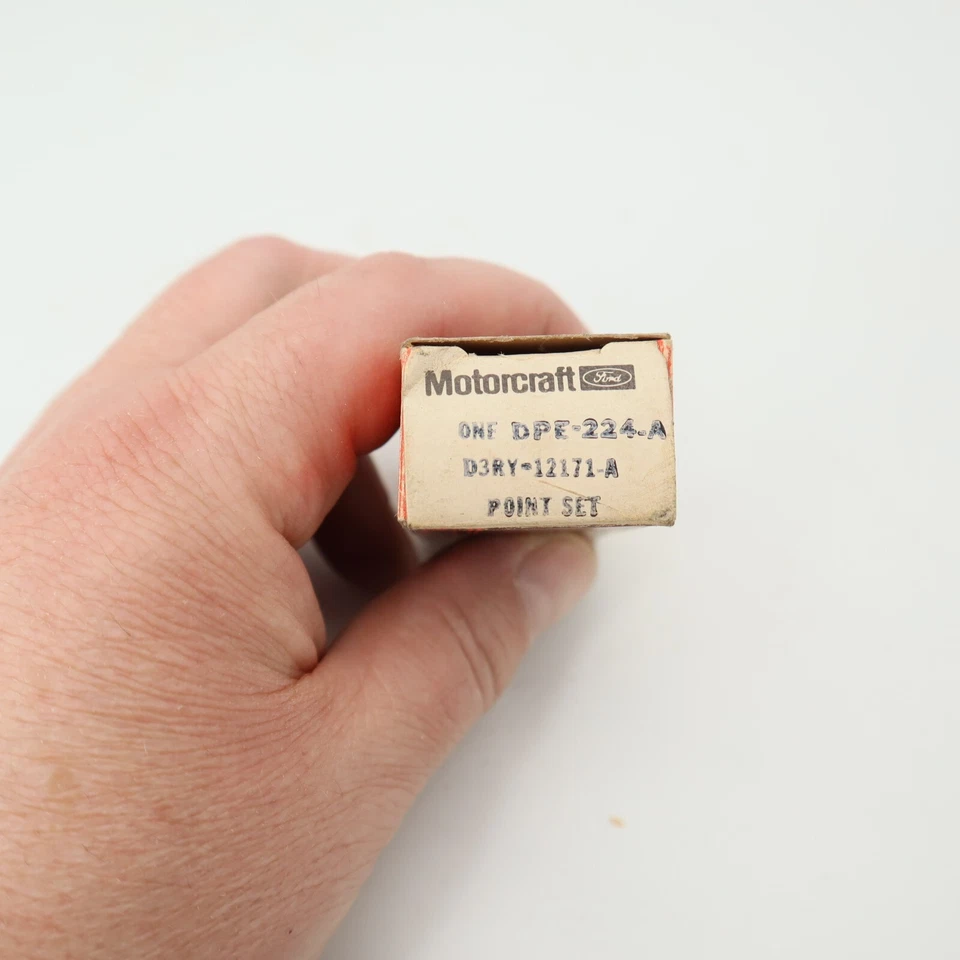 Motorcraft Ford
ONE DPE-224-A
D3RY-12171-A
POINT SET